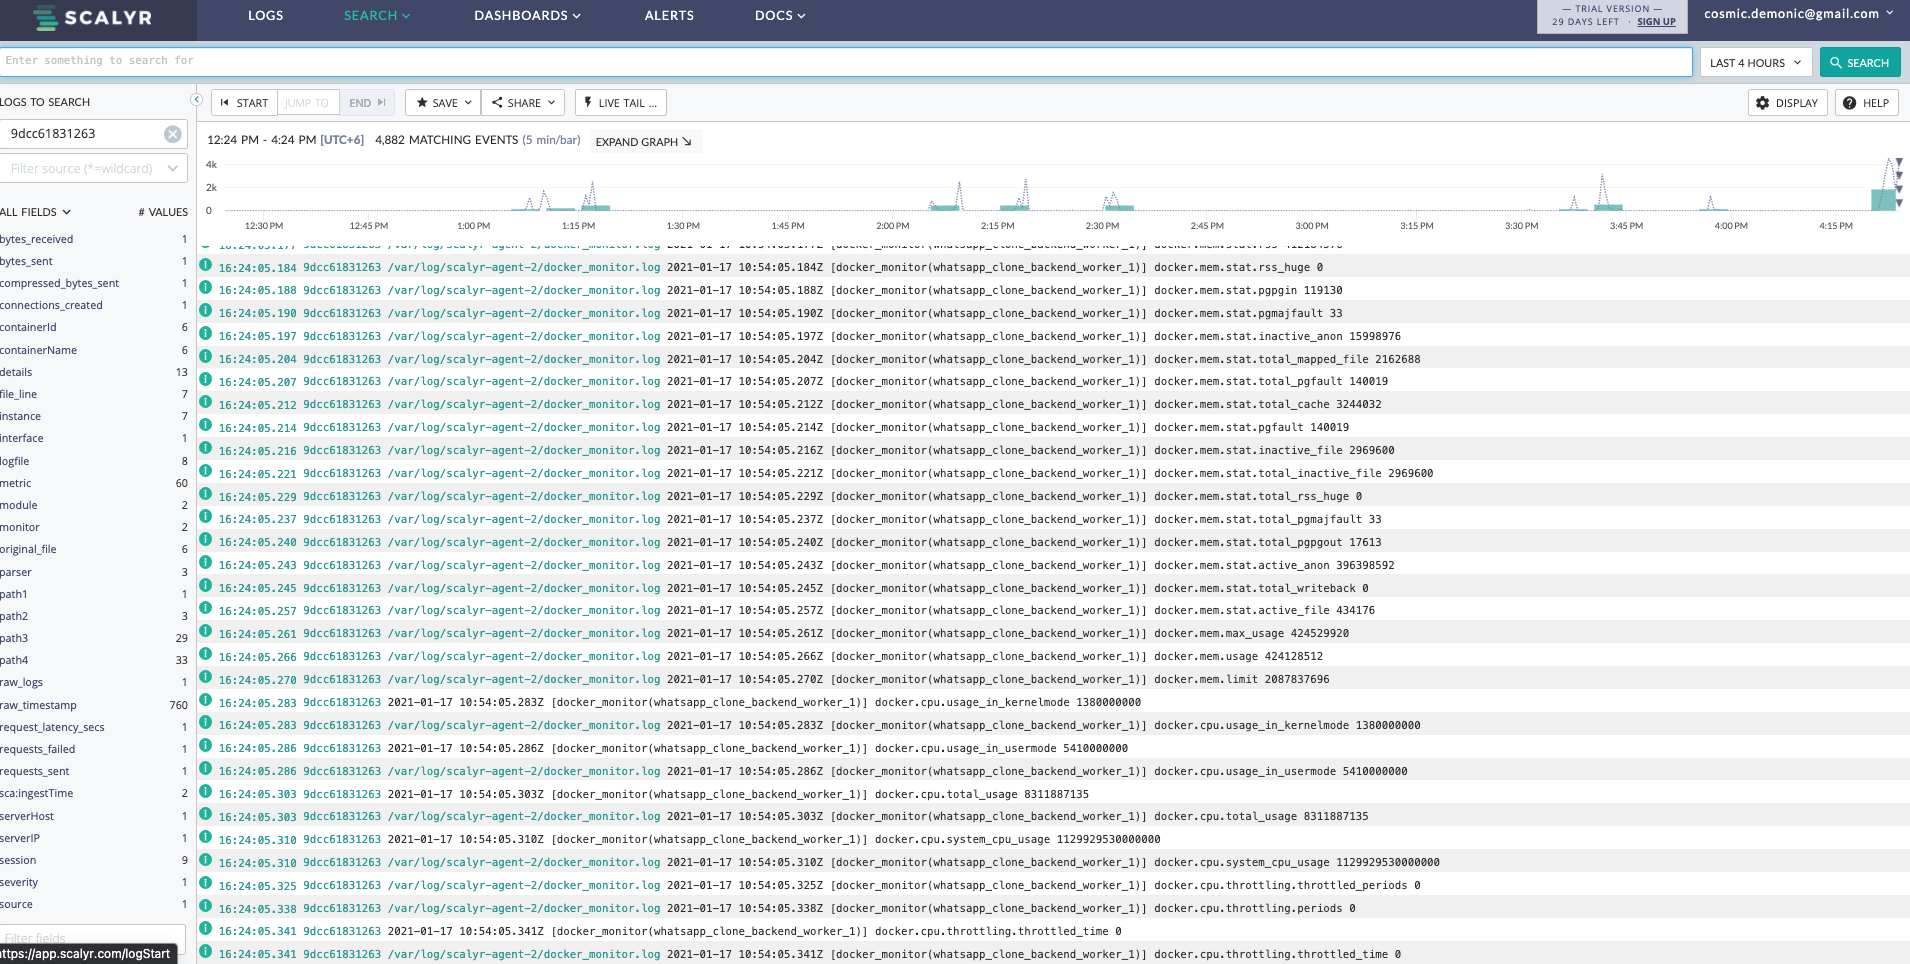 SCALYR
LOGS SEARCH DASHBOARDS ALERTS DOCS
— TRIAL VERSION —
29 DAYS LEFT · SIGN UP
cosmic.demonic@gmail.com
Enter something to search for
LAST 4 HOURS
SEARCH
LOGS TO SEARCH
9dcc61831263
Filter source (*=wildcard)
START JUMP TO END SAVE SHARE LIVE TAIL ... DISPLAY HELP
12:24 PM - 4:24 PM [UTC+6] 4,882 MATCHING EVENTS (5 min/bar) EXPAND GRAPH
4k
2k
0
12:30 PM 12:45 PM 1:00 PM 1:15 PM 1:30 PM 1:45 PM 2:00 PM 2:15 PM 2:30 PM 2:45 PM 3:00 PM 3:15 PM 3:30 PM 3:45 PM 4:00 PM 4:15 PM
ALL FIELDS # VALUES
bytes_received 1
bytes_sent 1
compressed_bytes_sent 1
connections_created 1
containerId 6
containerName 6
details 13
file_line 7
instance 7
interface 1
logfile 8
metric 60
module 2
monitor 2
original_file 6
parser 3
path1 1
path2 3
path3 29
path4 33
raw_logs 1
raw_timestamp 760
request_latency_secs 1
requests_failed 1
requests_sent 1
sca:ingestTime 2
serverHost 1
serverIP 1
session 9
severity 1
source 1
Filter fields
https://app.scalyr.com/logStart
16:24:05.184 9dcc61831263 /var/log/scalyr-agent-2/docker_monitor.log 2021-01-17 10:54:05.184Z [docker_monitor(whatsapp_clone_backend_worker_1)] docker.mem.stat.rss_huge 0
16:24:05.188 9dcc61831263 /var/log/scalyr-agent-2/docker_monitor.log 2021-01-17 10:54:05.188Z [docker_monitor(whatsapp_clone_backend_worker_1)] docker.mem.stat.pgpgin 119130
16:24:05.190 9dcc61831263 /var/log/scalyr-agent-2/docker_monitor.log 2021-01-17 10:54:05.190Z [docker_monitor(whatsapp_clone_backend_worker_1)] docker.mem.stat.pgmajfault 33
16:24:05.197 9dcc61831263 /var/log/scalyr-agent-2/docker_monitor.log 2021-01-17 10:54:05.197Z [docker_monitor(whatsapp_clone_backend_worker_1)] docker.mem.stat.inactive_anon 15998976
16:24:05.204 9dcc61831263 /var/log/scalyr-agent-2/docker_monitor.log 2021-01-17 10:54:05.204Z [docker_monitor(whatsapp_clone_backend_worker_1)] docker.mem.stat.total_mapped_file 2162688
16:24:05.207 9dcc61831263 /var/log/scalyr-agent-2/docker_monitor.log 2021-01-17 10:54:05.207Z [docker_monitor(whatsapp_clone_backend_worker_1)] docker.mem.stat.total_pgfault 140019
16:24:05.212 9dcc61831263 /var/log/scalyr-agent-2/docker_monitor.log 2021-01-17 10:54:05.212Z [docker_monitor(whatsapp_clone_backend_worker_1)] docker.mem.stat.total_cache 3244032
16:24:05.214 9dcc61831263 /var/log/scalyr-agent-2/docker_monitor.log 2021-01-17 10:54:05.214Z [docker_monitor(whatsapp_clone_backend_worker_1)] docker.mem.stat.pgfault 140019
16:24:05.216 9dcc61831263 /var/log/scalyr-agent-2/docker_monitor.log 2021-01-17 10:54:05.216Z [docker_monitor(whatsapp_clone_backend_worker_1)] docker.mem.stat.inactive_file 2969600
16:24:05.221 9dcc61831263 /var/log/scalyr-agent-2/docker_monitor.log 2021-01-17 10:54:05.221Z [docker_monitor(whatsapp_clone_backend_worker_1)] docker.mem.stat.total_inactive_file 2969600
16:24:05.229 9dcc61831263 /var/log/scalyr-agent-2/docker_monitor.log 2021-01-17 10:54:05.229Z [docker_monitor(whatsapp_clone_backend_worker_1)] docker.mem.stat.total_rss_huge 0
16:24:05.237 9dcc61831263 /var/log/scalyr-agent-2/docker_monitor.log 2021-01-17 10:54:05.237Z [docker_monitor(whatsapp_clone_backend_worker_1)] docker.mem.stat.total_pgmajfault 33
16:24:05.240 9dcc61831263 /var/log/scalyr-agent-2/docker_monitor.log 2021-01-17 10:54:05.240Z [docker_monitor(whatsapp_clone_backend_worker_1)] docker.mem.stat.total_pgpgout 17613
16:24:05.243 9dcc61831263 /var/log/scalyr-agent-2/docker_monitor.log 2021-01-17 10:54:05.243Z [docker_monitor(whatsapp_clone_backend_worker_1)] docker.mem.stat.active_anon 396398592
16:24:05.245 9dcc61831263 /var/log/scalyr-agent-2/docker_monitor.log 2021-01-17 10:54:05.245Z [docker_monitor(whatsapp_clone_backend_worker_1)] docker.mem.stat.total_writeback 0
16:24:05.257 9dcc61831263 /var/log/scalyr-agent-2/docker_monitor.log 2021-01-17 10:54:05.257Z [docker_monitor(whatsapp_clone_backend_worker_1)] docker.mem.stat.active_file 434176
16:24:05.261 9dcc61831263 /var/log/scalyr-agent-2/docker_monitor.log 2021-01-17 10:54:05.261Z [docker_monitor(whatsapp_clone_backend_worker_1)] docker.mem.max_usage 424529920
16:24:05.266 9dcc61831263 /var/log/scalyr-agent-2/docker_monitor.log 2021-01-17 10:54:05.266Z [docker_monitor(whatsapp_clone_backend_worker_1)] docker.mem.usage 424128512
16:24:05.270 9dcc61831263 /var/log/scalyr-agent-2/docker_monitor.log 2021-01-17 10:54:05.270Z [docker_monitor(whatsapp_clone_backend_worker_1)] docker.mem.limit 2087837696
16:24:05.283 9dcc61831263 2021-01-17 10:54:05.283Z [docker_monitor(whatsapp_clone_backend_worker_1)] docker.cpu.usage_in_kernelmode 1380000000
16:24:05.283 9dcc61831263 /var/log/scalyr-agent-2/docker_monitor.log 2021-01-17 10:54:05.283Z [docker_monitor(whatsapp_clone_backend_worker_1)] docker.cpu.usage_in_kernelmode 1380000000
16:24:05.286 9dcc61831263 2021-01-17 10:54:05.286Z [docker_monitor(whatsapp_clone_backend_worker_1)] docker.cpu.usage_in_usermode 5410000000
16:24:05.286 9dcc61831263 /var/log/scalyr-agent-2/docker_monitor.log 2021-01-17 10:54:05.286Z [docker_monitor(whatsapp_clone_backend_worker_1)] docker.cpu.usage_in_usermode 5410000000
16:24:05.303 9dcc61831263 2021-01-17 10:54:05.303Z [docker_monitor(whatsapp_clone_backend_worker_1)] docker.cpu.total_usage 8311887135
16:24:05.303 9dcc61831263 /var/log/scalyr-agent-2/docker_monitor.log 2021-01-17 10:54:05.303Z [docker_monitor(whatsapp_clone_backend_worker_1)] docker.cpu.total_usage 8311887135
16:24:05.310 9dcc61831263 2021-01-17 10:54:05.310Z [docker_monitor(whatsapp_clone_backend_worker_1)] docker.cpu.system_cpu_usage 1129929530000000
16:24:05.310 9dcc61831263 /var/log/scalyr-agent-2/docker_monitor.log 2021-01-17 10:54:05.310Z [docker_monitor(whatsapp_clone_backend_worker_1)] docker.cpu.system_cpu_usage 1129929530000000
16:24:05.325 9dcc61831263 /var/log/scalyr-agent-2/docker_monitor.log 2021-01-17 10:54:05.325Z [docker_monitor(whatsapp_clone_backend_worker_1)] docker.cpu.throttling.throttled_periods 0
16:24:05.338 9dcc61831263 /var/log/scalyr-agent-2/docker_monitor.log 2021-01-17 10:54:05.338Z [docker_monitor(whatsapp_clone_backend_worker_1)] docker.cpu.throttling.periods 0
16:24:05.341 9dcc61831263 2021-01-17 10:54:05.341Z [docker_monitor(whatsapp_clone_backend_worker_1)] docker.cpu.throttling.throttled_time 0
16:24:05.341 9dcc61831263 /var/log/scalyr-agent-2/docker_monitor.log 2021-01-17 10:54:05.341Z [docker_monitor(whatsapp_clone_backend_worker_1)] docker.cpu.throttling.throttled_time 0